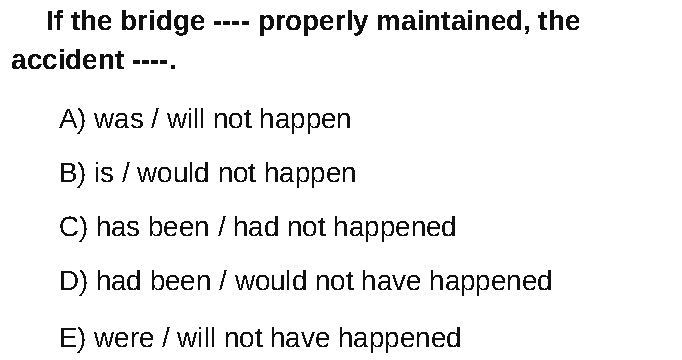 If the bridge ---- properly maintained, the
accident ----.
A) was / will not happen
B) is / would not happen
C) has been / had not happened
D) had been / would not have happened
E) were / will not have happened